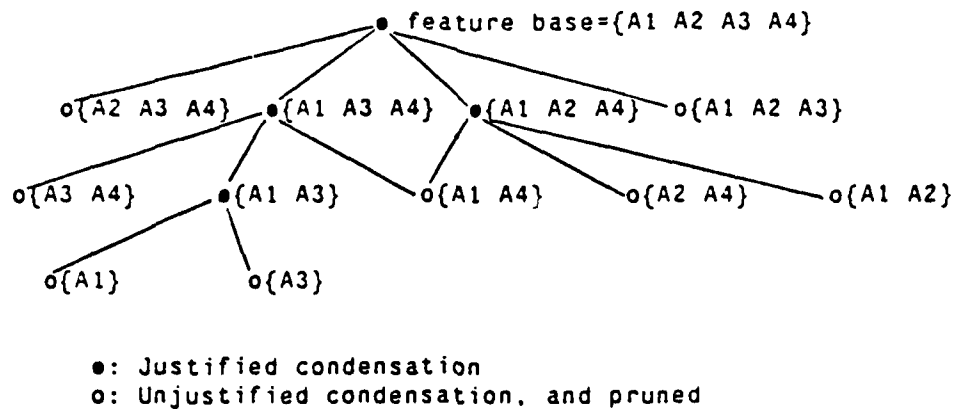 ● feature base={A1 A2 A3 A4}
o{A2 A3 A4} ●{A1 A3 A4} ●{A1 A2 A4} o{A1 A2 A3}
o{A3 A4} ●{A1 A3} o{A1 A4} o{A2 A4} o{A1 A2}
o{A1} o{A3}
●: Justified condensation
o: Unjustified condensation, and pruned